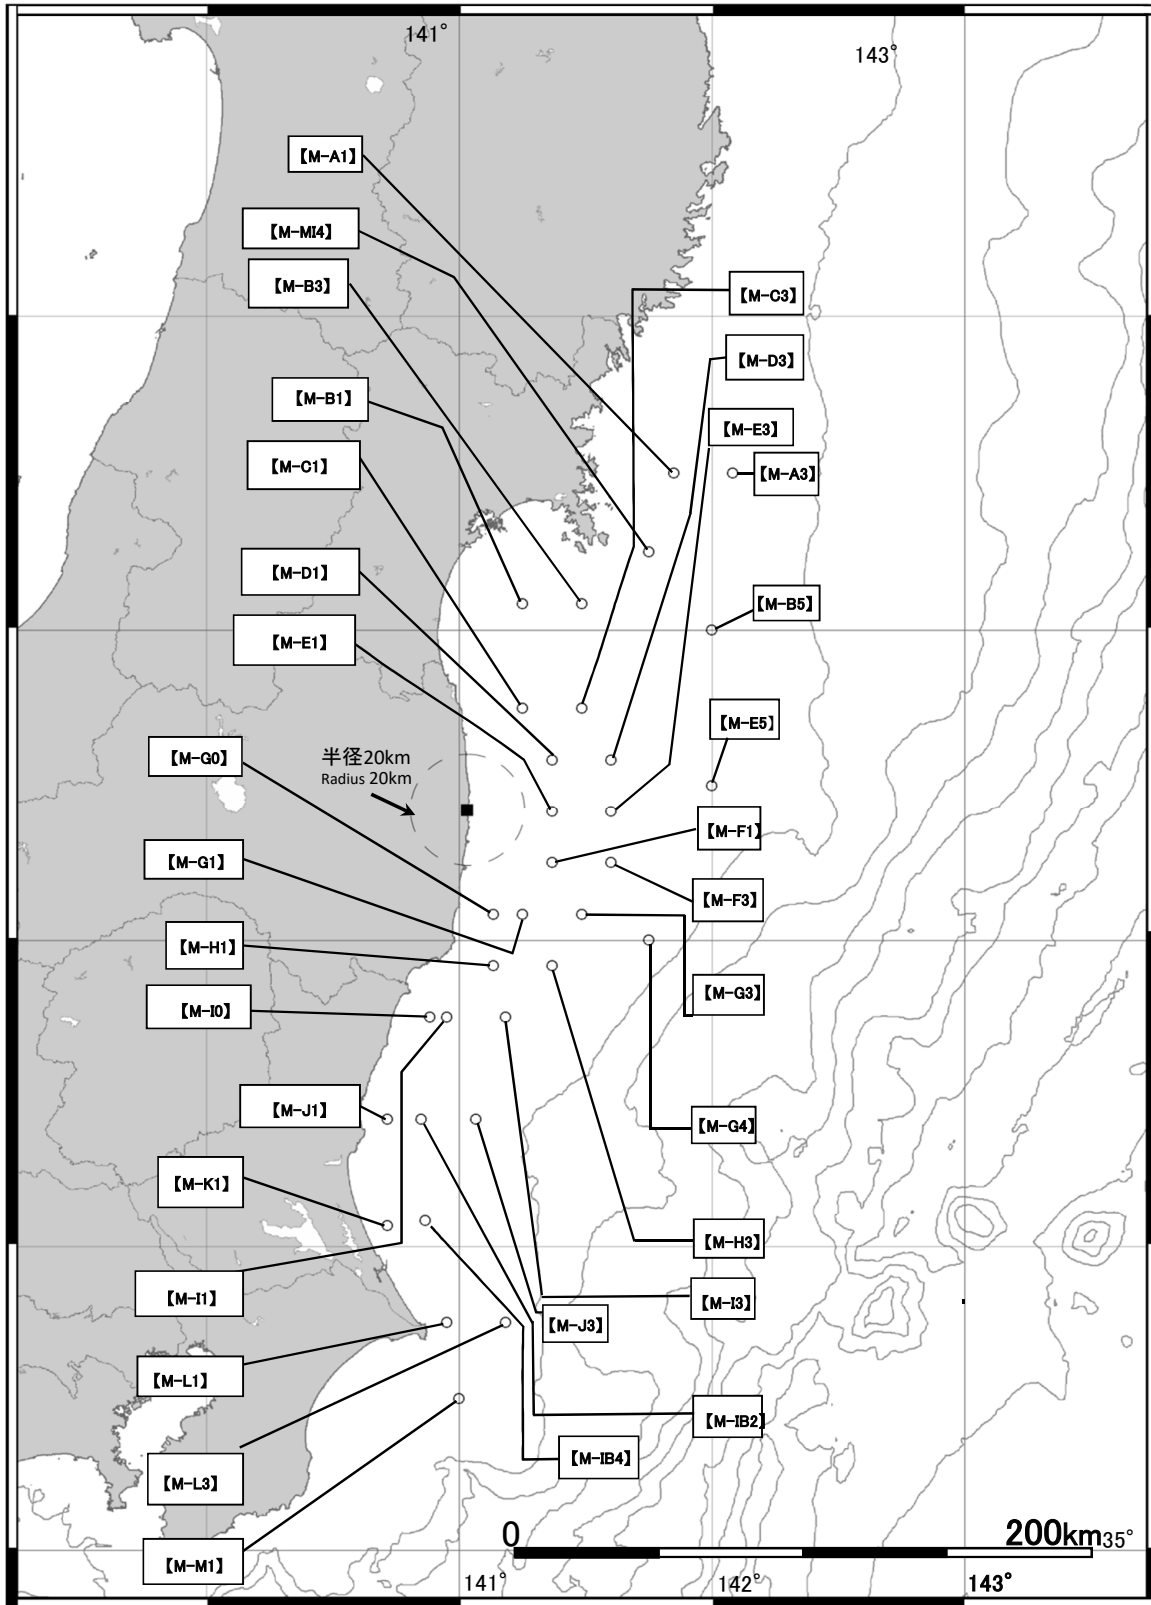 141°
143°
【M-A1】
【M-MI4】
【M-B3】
【M-C3】
【M-D3】
【M-B1】
【M-E3】
【M-C1】
【M-A3】
【M-D1】
【M-B5】
【M-E1】
【M-E5】
【M-G0】
半径20km
Radius 20km
【M-F1】
【M-G1】
【M-F3】
【M-H1】
【M-G3】
【M-I0】
【M-J1】
【M-G4】
【M-K1】
【M-H3】
【M-I1】
【M-I3】
【M-J3】
【M-L1】
【M-IB2】
【M-IB4】
【M-L3】
0
200km
35°
【M-M1】
141°
142°
143°